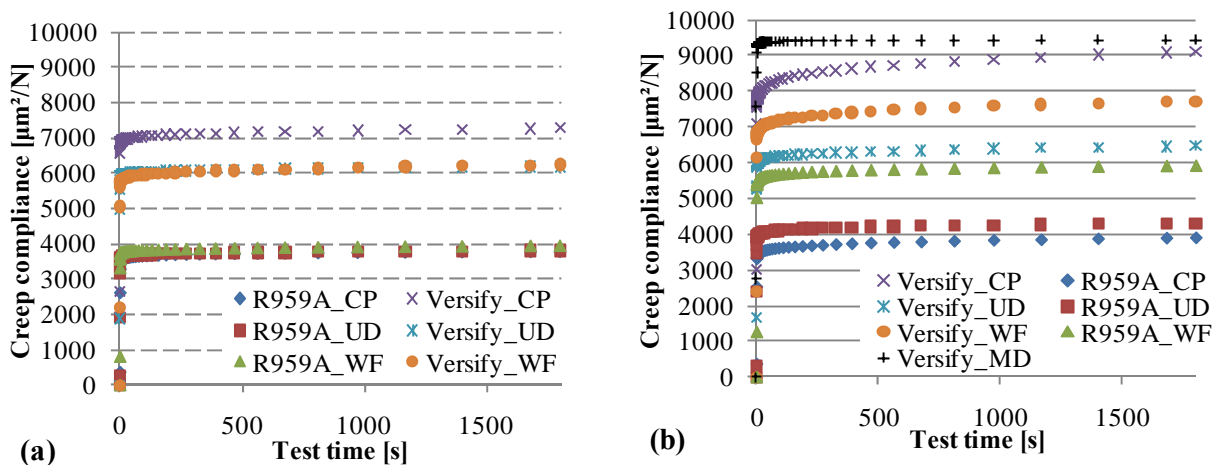 Creep compliance [µm²/N]
10000
9000
8000
7000
6000
5000
4000
3000
2000
1000
0
R959A_CP
Versify_CP
R959A_UD
Versify_UD
R959A_WF
Versify_WF
0
500
1000
1500
Test time [s]
(a)
Creep compliance [µm²/N]
10000
9000
8000
7000
6000
5000
4000
3000
2000
1000
0
Versify_CP
R959A_CP
Versify_UD
R959A_UD
Versify_WF
R959A_WF
Versify_MD
0
500
1000
1500
Test time [s]
(b)